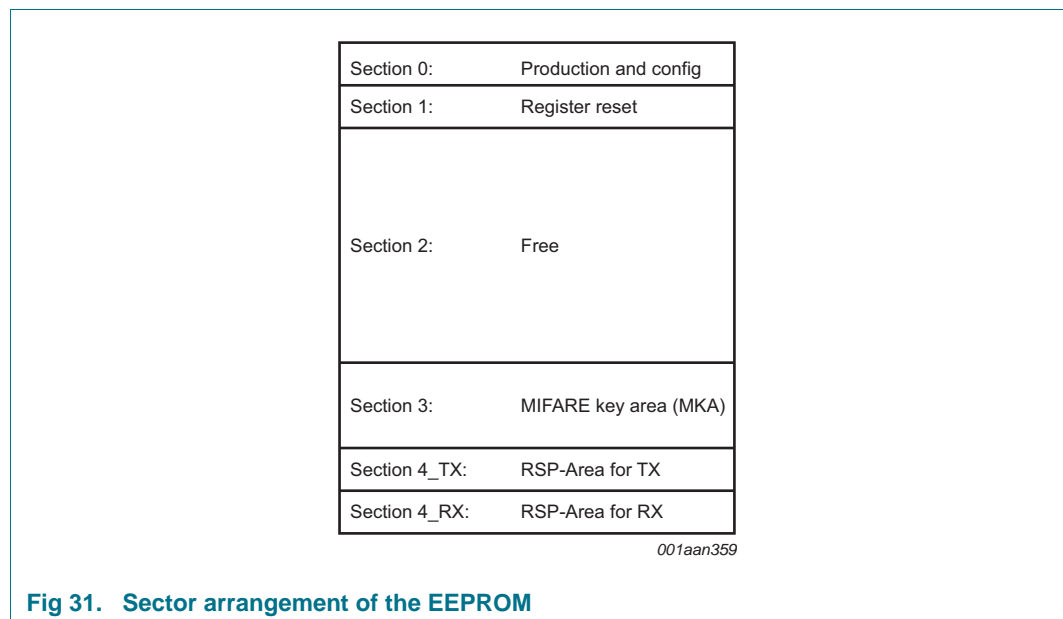 Section 0: Production and config
Section 1: Register reset
Section 2: Free
Section 3: MIFARE key area (MKA)
Section 4_TX: RSP-Area for TX
Section 4_RX: RSP-Area for RX
001aan359
Fig 31. Sector arrangement of the EEPROM